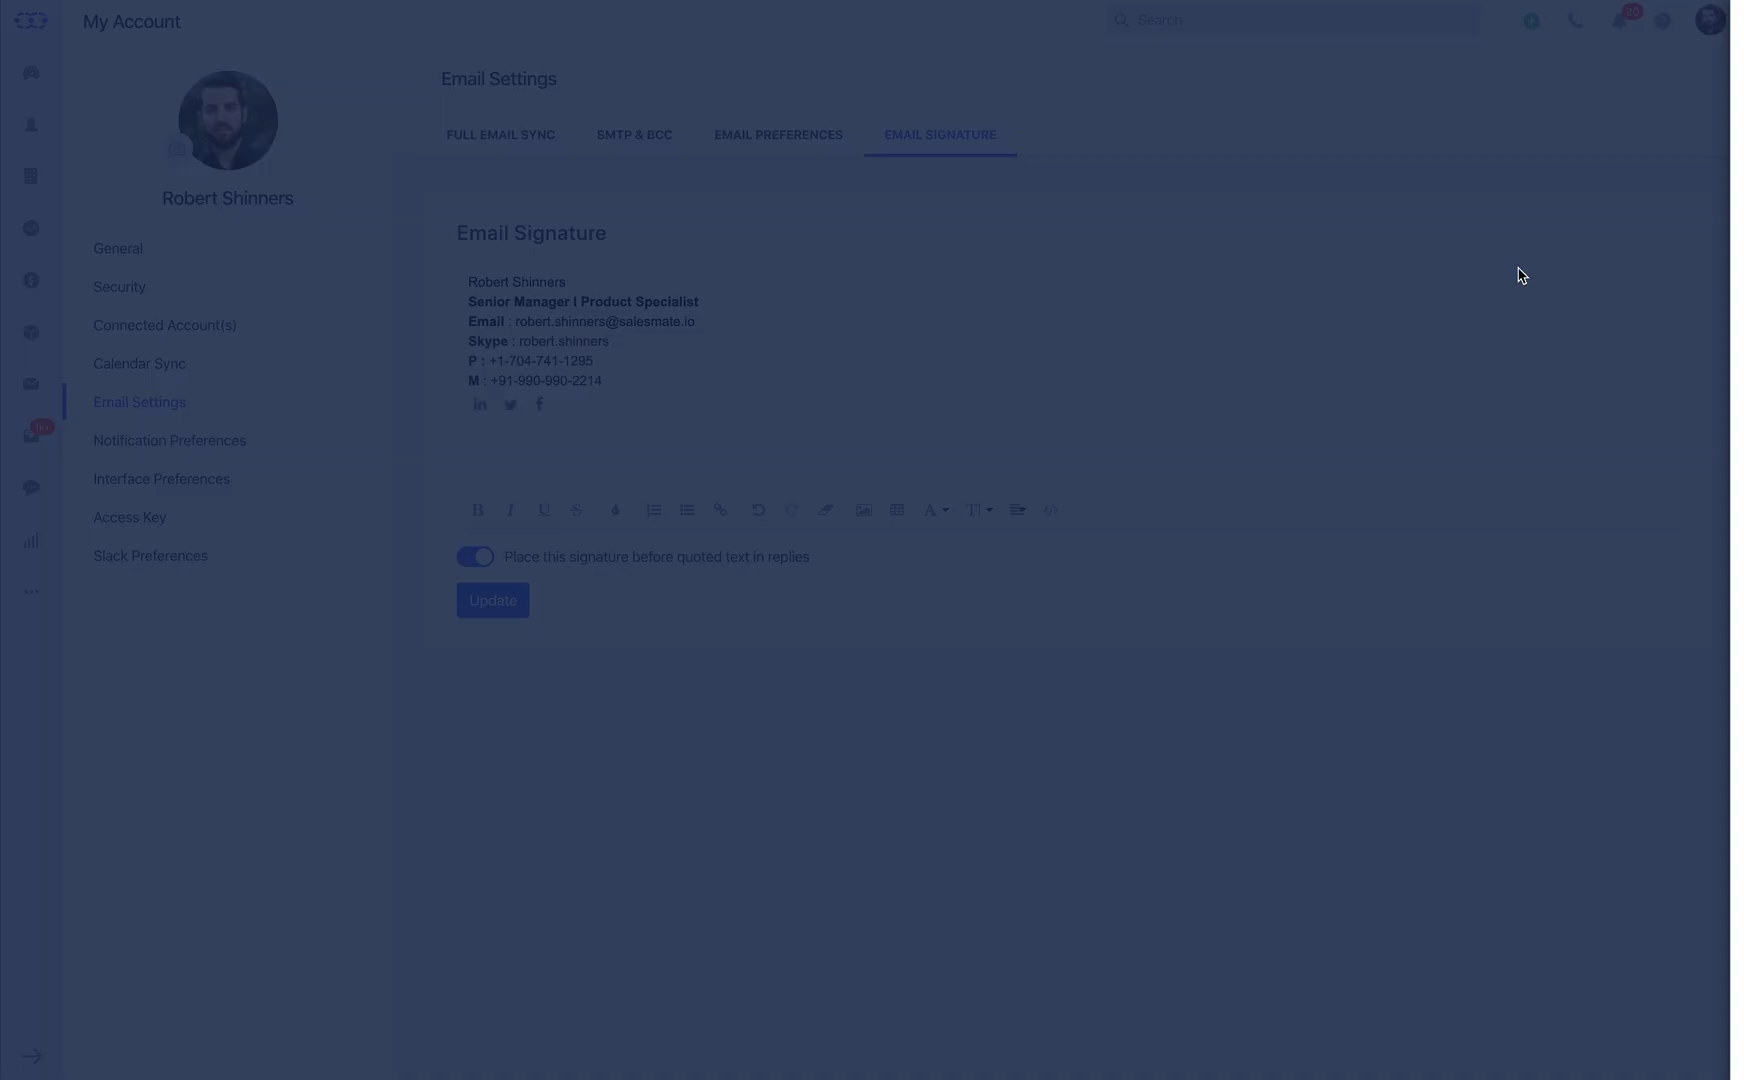 My Account
Search
20
Robert Shinners
General
Security
Connected Account(s)
Calendar Sync
Email Settings
Notification Preferences
Interface Preferences
Access Key
Slack Preferences
Email Settings
FULL EMAIL SYNC
SMTP & BCC
EMAIL PREFERENCES
EMAIL SIGNATURE
Email Signature
Robert Shinners
Senior Manager I Product Specialist
Email : robert.shinners@salesmate.io
Skype : robert.shinners
P : +1-704-741-1295
M : +91-990-990-2214
Place this signature before quoted text in replies
Update